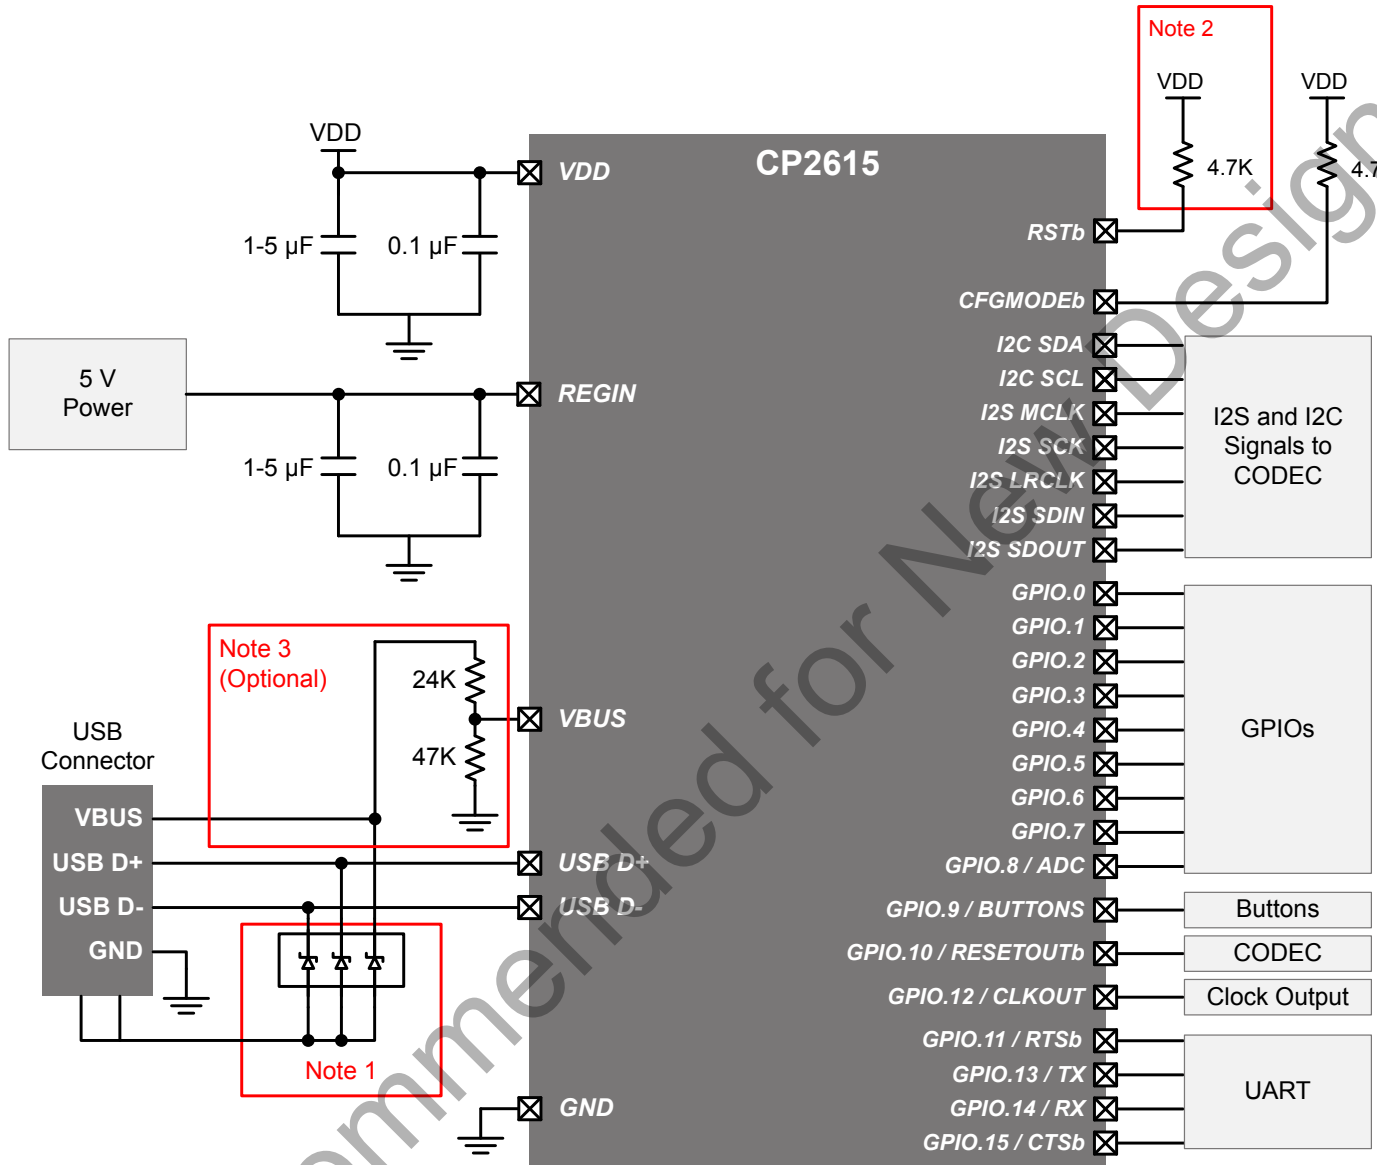 Note 2
VDD
VDD
4.7K
VDD
CP2615
VDD
1-5 µF
0.1 µF
RSTb
CFGMODEb
5 V
Power
REGIN
1-5 µF
0.1 µF
I2C SDA
I2C SCL
I2S MCLK
I2S SCK
I2S LRCLK
I2S SDIN
I2S SDOUT
I2S and I2C
Signals to
CODEC
Note 3
(Optional)
24K
47K
VBUS
GPIO.0
GPIO.1
GPIO.2
GPIO.3
GPIO.4
GPIO.5
GPIO.6
GPIO.7
GPIO.8 / ADC
GPIOs
USB
Connector
VBUS
USB D+
USB D-
GND
USB D+
USB D-
Note 1
GND
GPIO.9 / BUTTONS
Buttons
GPIO.10 / RESETOUTb
CODEC
GPIO.12 / CLKOUT
Clock Output
GPIO.11 / RTSb
GPIO.13 / TX
GPIO.14 / RX
GPIO.15 / CTSb
UART
for New